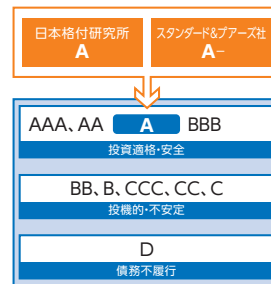 日本格付研究所
A
スタンダード&プアーズ社
A−
AAA、AA A BBB
投資適格・安全
BB、B、CCC、CC、C
投機的・不安定
D
債務不履行